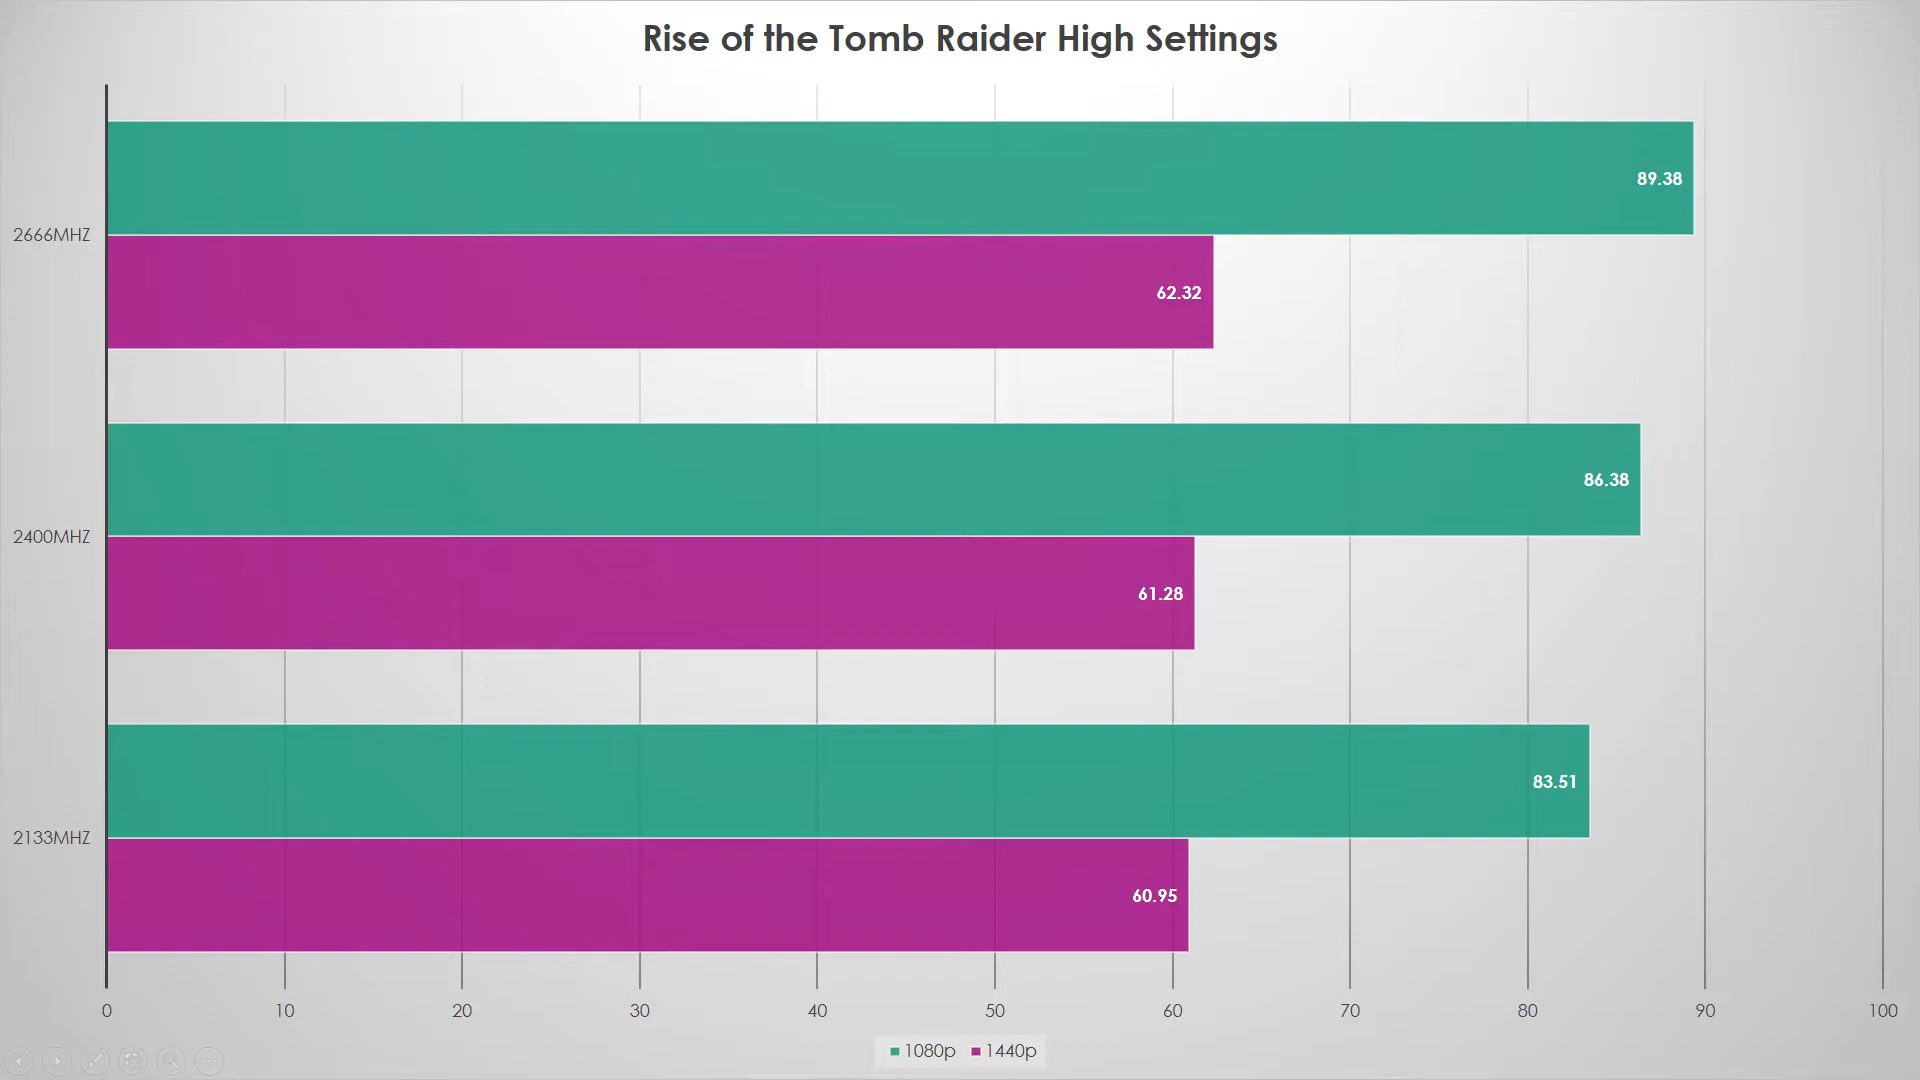 Rise of the Tomb Raider High Settings
89.38
2666MHZ
62.32
86.38
2400MHZ
61.28
83.51
2133MHZ
60.95
0 10 20 30 40 50 60 70 80 90 100
1080p 1440p